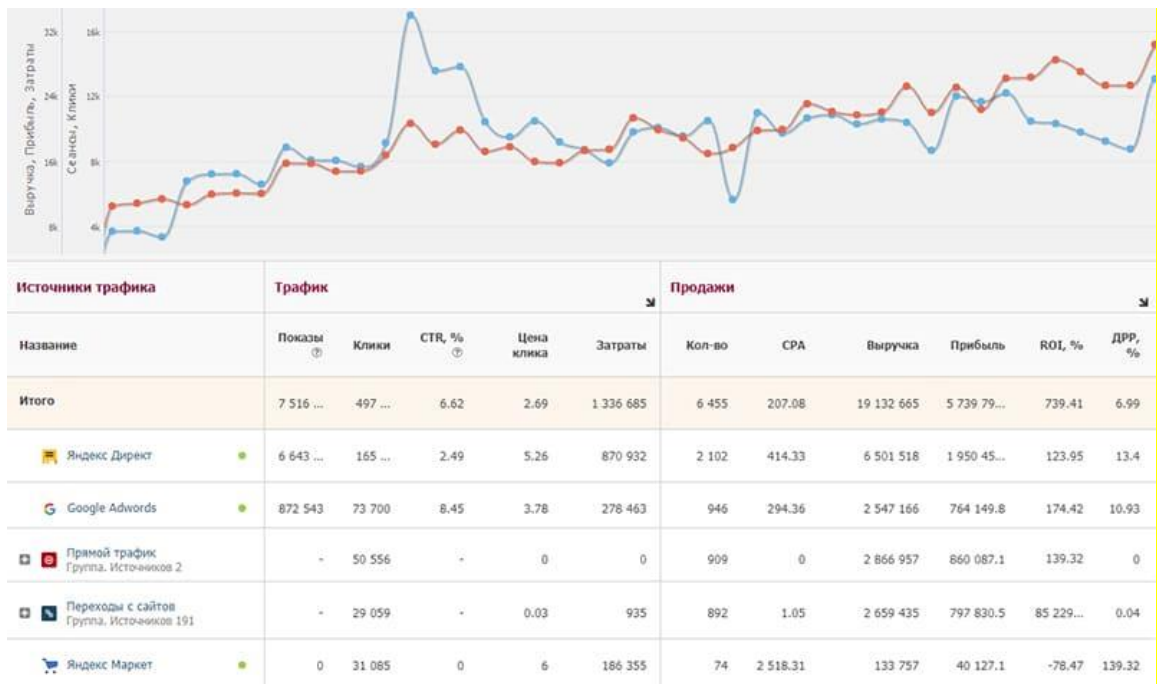 Выручка, Прибыль, Затраты
32k
24k
16k
8k
Сеансы, Клики
16k
12k
8k
4k
Источники трафика Трафик Продажи
Название Показы Клики CTR, % Цена клика Затраты Кол-во CPA Выручка Прибыль ROI, % ДРР, %
Итого 7 516 ... 497 ... 6.62 2.69 1 336 685 6 455 207.08 19 132 665 5 739 79... 739.41 6.99
Яндекс Директ 6 643 ... 165 ... 2.49 5.26 870 932 2 102 414.33 6 501 518 1 950 45... 123.95 13.4
Google Adwords 872 543 73 700 8.45 3.78 278 463 946 294.36 2 547 166 764 149.8 174.42 10.93
Прямой трафик - 50 556 - 0 0 909 0 2 866 957 860 087.1 139.32 0
Группа. Источников 2
Переходы с сайтов - 29 059 - 0.03 935 892 1.05 2 659 435 797 830.5 85 229... 0.04
Группа. Источников 191
Яндекс Маркет 0 31 085 0 6 186 355 74 2 518.31 133 757 40 127.1 -78.47 139.32